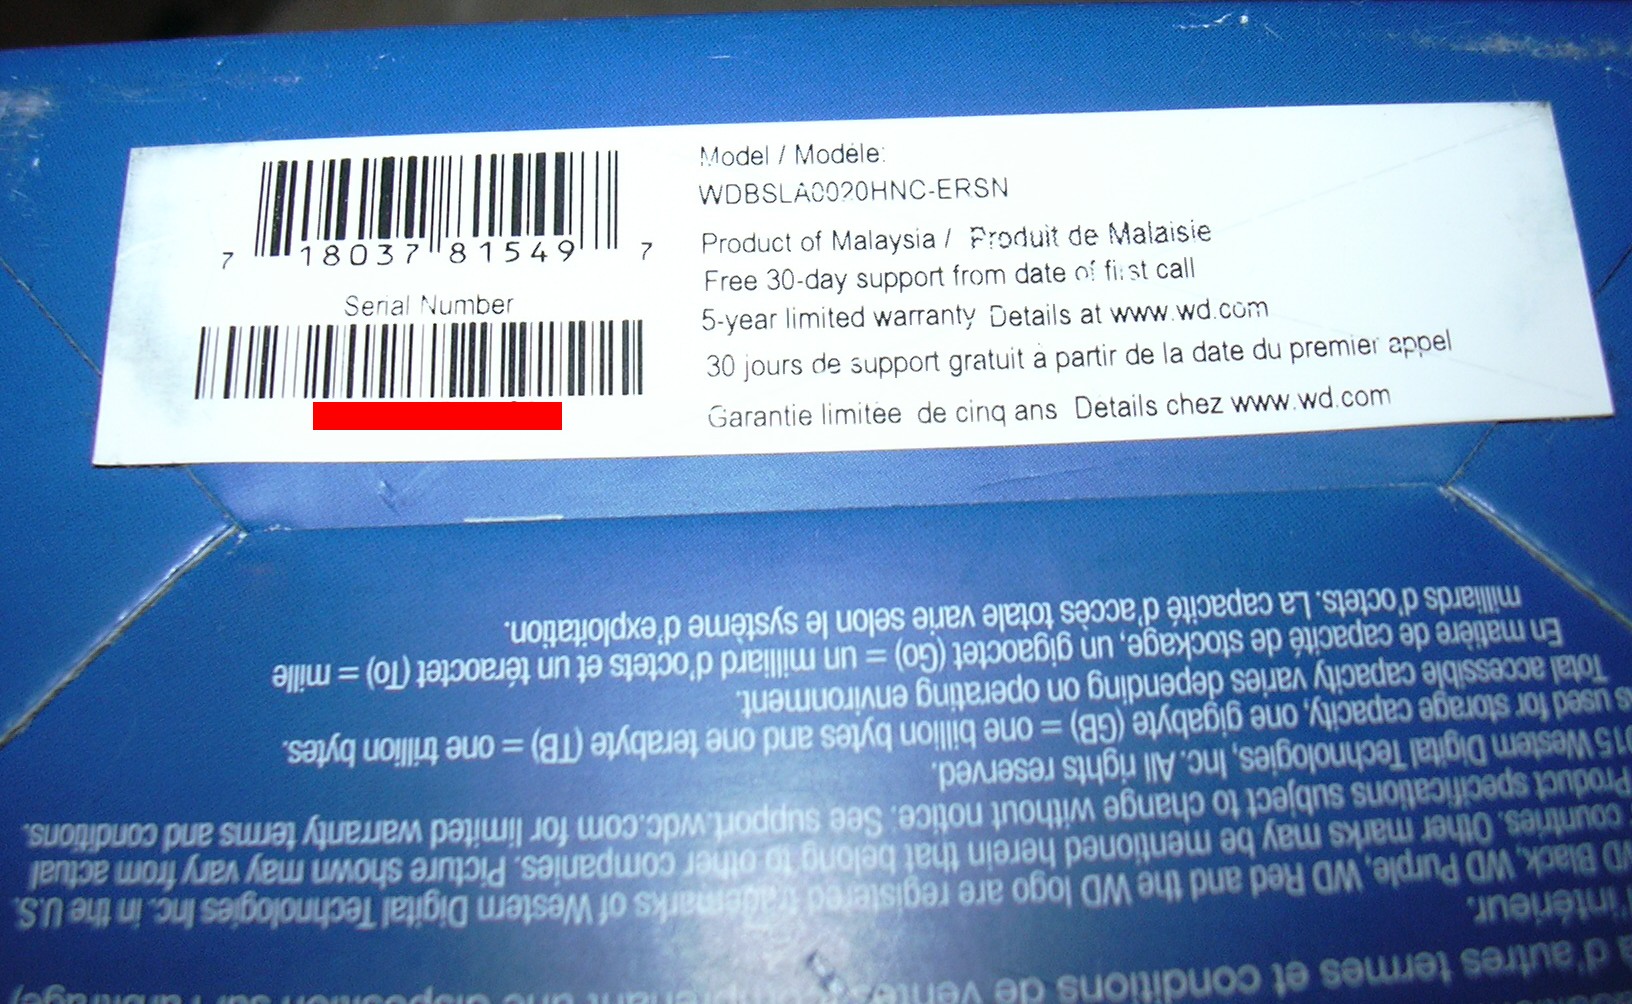 7 18037 81549 7
Serial Number
Model / Modèle:
WDBSLA0020HNC-ERSN
Product of Malaysia / Produit de Malaisie
Free 30-day support from date of first call
5-year limited warranty Details at www.wd.com
30 jours de support gratuit à partir de la date du premier appel
Garantie limitée de cinq ans Details chez www.wd.com
a d'autres termes et conditions de ventes
l'intérieur.
WD Black, WD Purple, WD Red and the WD logo are registered trademarks of Western Digital Technologies Inc. in the U.S.
countries. Other marks may be mentioned herein that belong to other companies. Picture shown may vary from actual
Product specifications subject to change without notice. See support.wdc.com for limited warranty terms and conditions.
Western Digital Technologies, Inc. All rights reserved.
used for storage capacity, one gigabyte (GB) = one billion bytes and one terabyte (TB) = one trillion bytes.
Total accessible capacity varies depending on operating environment.
En matière de capacité de stockage, un gigaoctet (Go) = un milliard d'octets et un téraoctet (To) = mille
milliards d'octets. La capacité d'accès totale varie selon le système d'exploitation.